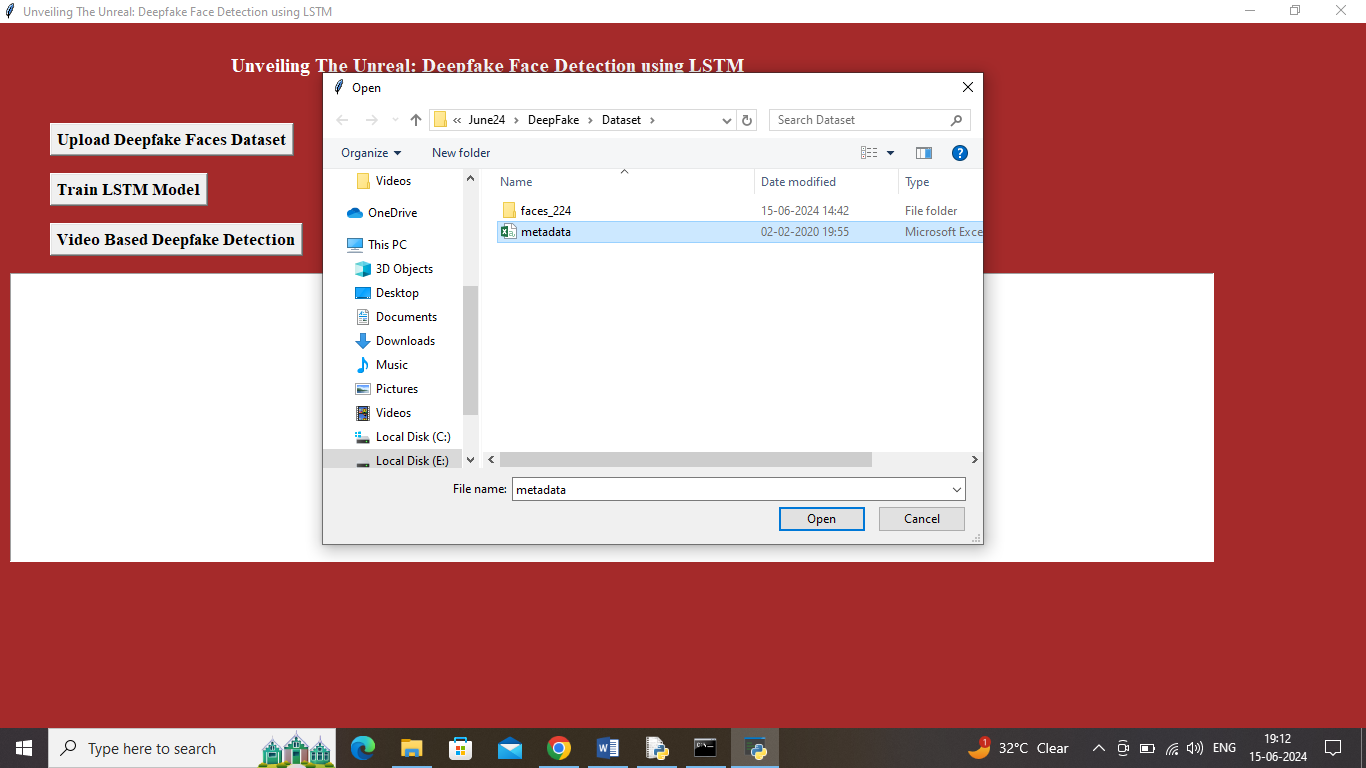 Unveiling The Unreal: Deepfake Face Detection using LSTM
Unveiling The Unreal: Deepfake Face Detection using LSTM
Upload Deepfake Faces Dataset
Train LSTM Model
Video Based Deepfake Detection
Open
« June24 > DeepFake > Dataset >
Search Dataset
Organize
New folder
Name Date modified Type
Videos
OneDrive
This PC
3D Objects
Desktop
Documents
Downloads
Music
Pictures
Videos
Local Disk (C:)
Local Disk (E:)
faces_224 15-06-2024 14:42 File folder
metadata 02-02-2020 19:55 Microsoft Exce
File name: metadata
Open
Cancel
Type here to search
1
32°C Clear
ENG
19:12
15-06-2024